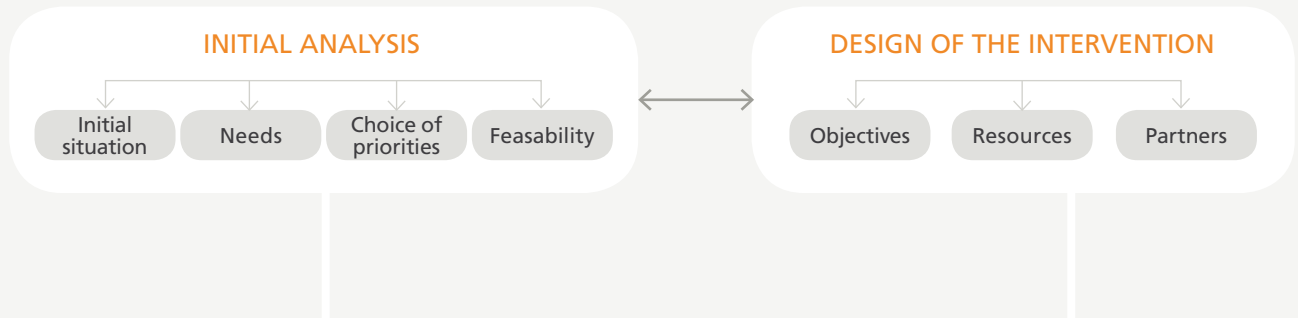 INITIAL ANALYSIS
Initial
situation
Needs
Choice of
priorities
Feasability
DESIGN OF THE INTERVENTION
Objectives
Resources
Partners